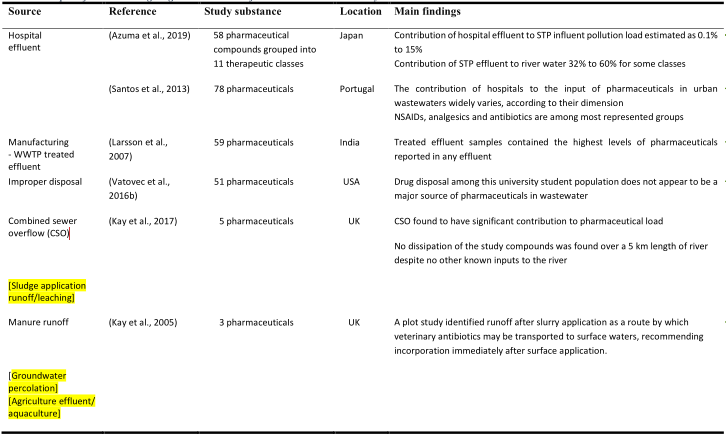 Source Reference Study substance Location Main findings
Hospital (Azuma et al., 2019) 58 pharmaceutical Japan Contribution of hospital effluent to STP influent pollution load estimated as 0.1%
effluent compounds grouped into to 15%
11 therapeutic classes Contribution of STP effluent to river water 32% to 60% for some classes
(Santos et al., 2013) 78 pharmaceuticals Portugal The contribution of hospitals to the input of pharmaceuticals in urban
wastewaters widely varies, according to their dimension
NSAIDs, analgesics and antibiotics are among most represented groups
Manufacturing (Larsson et al., 59 pharmaceuticals India Treated effluent samples contained the highest levels of pharmaceuticals
- WWTP treated 2007) reported in any effluent
effluent
Improper disposal (Vatovec et al., 51 pharmaceuticals USA Drug disposal among this university student population does not appear to be a
2016b) major source of pharmaceuticals in wastewater
Combined sewer (Kay et al., 2017) 5 pharmaceuticals UK CSO found to have significant contribution to pharmaceutical load
overflow (CSO)
No dissipation of the study compounds was found over a 5 km length of river
despite no other known inputs to the river
[Sludge application
runoff/leaching]
Manure runoff (Kay et al., 2005) 3 pharmaceuticals UK A plot study identified runoff after slurry application as a route by which
veterinary antibiotics may be transported to surface waters, recommending
incorporation immediately after surface application.
[Groundwater
percolation]
[Agriculture effluent/
aquaculture]